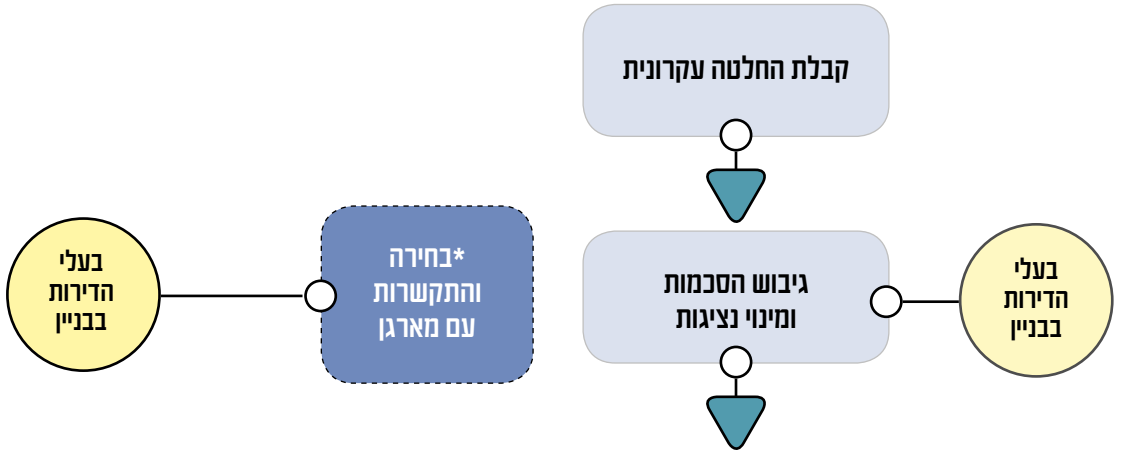 קבלת החלטה עקרונית
בעלי
הדירות
בבניין
גיבוש הסכמות
ומינוי נציגות
*בחירה
והתקשרות
עם מארגן
בעלי
הדירות
בבניין